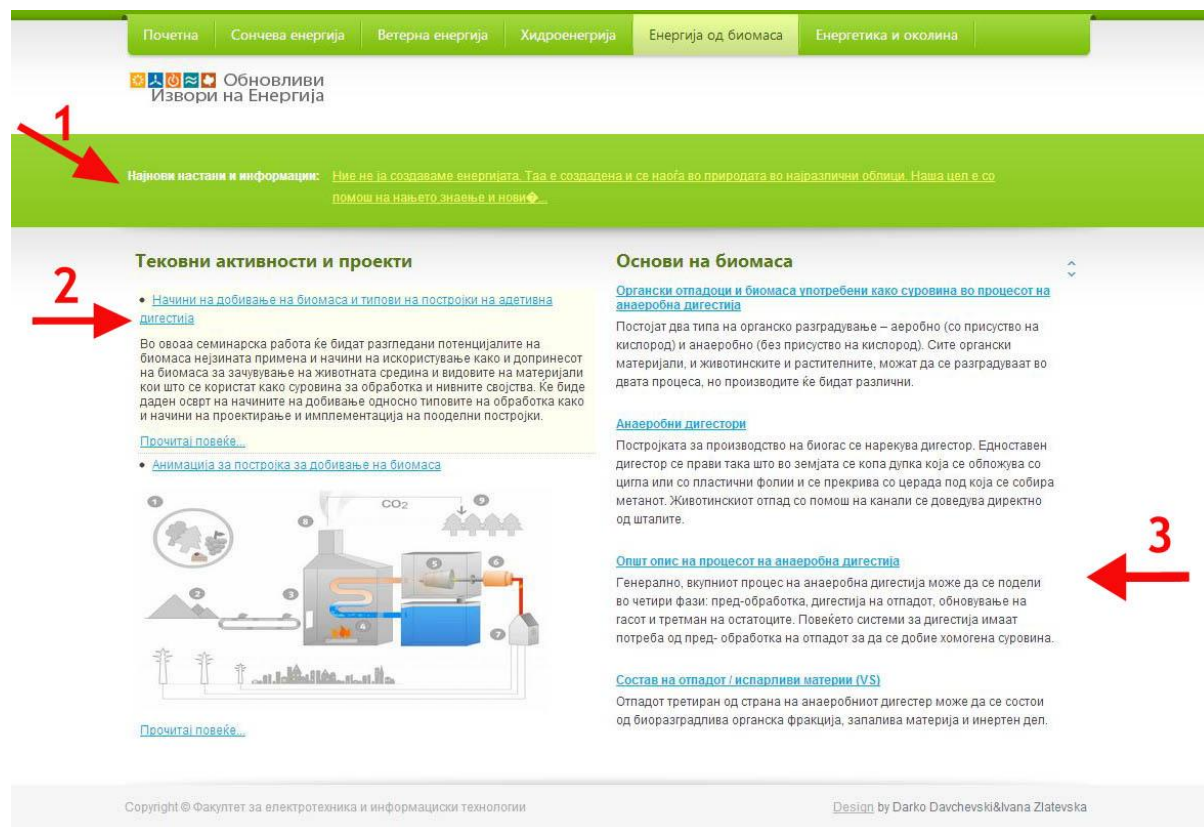 Почетна
Сончева енергија
Ветерна енергија
Хидроенегрија
Енергија од биомаса
Енергетика и околина
Обновливи
Извори на Енергија
1
Најнови настани и информации:
Ние не ја создаваме енергијата. Таа е создадена и се наоѓа во природата во најразлични облици. Наша цел е со
помош на нањето знаење и нови�...
2
Тековни активности и проекти
• Начини на добивање на биомаса и типови на постројки на адетивна
дигестија
Во овоаа семинарска работа ќе бидат разгледани потенцијалите на
биомаса нејзината примена и начини на искористување како и допринесот
на биомаса за зачувување на животната средина и видовите на материјали
кои што се користат како суровина за обработка и нивните својства. Ќе биде
даден осврт на начините на добивање односно типовите на обработка како
и начини на проектирање и имплементација на пооделни постројки.
Прочитај повеќе...
• Анимација за постројка за добивање на биомаса
1
2
3
4
5
6
7
8
9
CO2
Прочитај повеќе...
Основи на биомаса
Органски отпадоци и биомаса употребени како суровина во процесот на
анаеробна дигестија
Постојат два типа на органско разградување – аеробно (со присуство на
кислород) и анаеробно (без присуство на кислород). Сите органски
материјали, и животинските и растителните, можат да се разградуваат во
двата процеса, но производите ќе бидат различни.
Анаеробни дигестори
Постројката за производство на биогас се нарекува дигестор. Едноставен
дигестор се прави така што во земјата се копа дупка која се обложува со
цигла или со пластични фолии и се прекрива со церада под која се собира
метанот. Животинскиот отпад со помош на канали се доведува директно
од шталите.
Општ опис на процесот на анаеробна дигестија
Генерално, вкупниот процес на анаеробна дигестија може да се подели
во четири фази: пред-обработка, дигестија на отпадот, обновување на
гасот и третман на остатоците. Повеќето системи за дигестија имаат
потреба од пред- обработка на отпадот за да се добие хомогена суровина.
Состав на отпадот / испарливи материи (VS)
Отпадот третиран од страна на анаеробниот дигестер може да се состои
од биоразградлива органска фракција, запалива материја и инертен дел.
3
Copyright © Факултет за електротехника и информациски технологии
Design by Darko Davchevski&Ivana Zlatevska